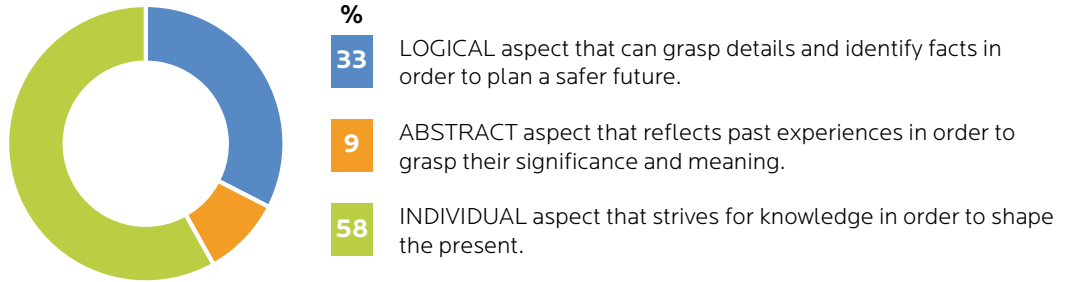 %
33
LOGICAL aspect that can grasp details and identify facts in
order to plan a safer future.
9
ABSTRACT aspect that reflects past experiences in order to
grasp their significance and meaning.
58
INDIVIDUAL aspect that strives for knowledge in order to shape
the present.